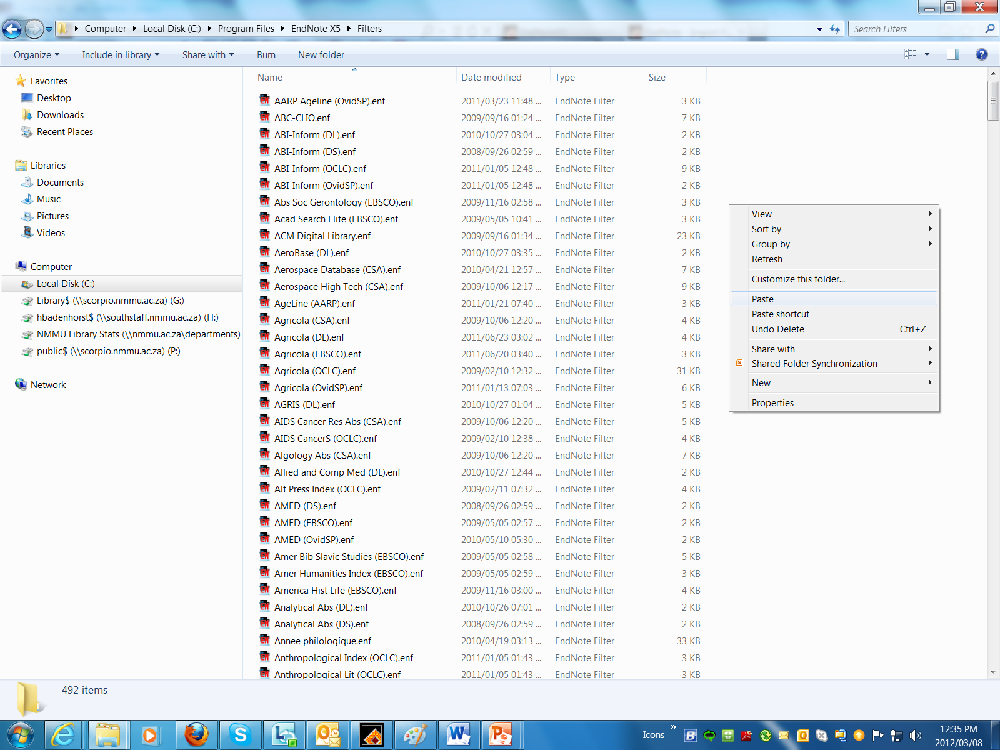 Computer Local Disk (C:) Program Files EndNote X5 Filters
Search Filters
Organize Include in library Share with Burn New folder
Name Date modified Type Size
Favorites
Desktop
Downloads
Recent Places
Libraries
Documents
Music
Pictures
Videos
Computer
Local Disk (C:)
Library$ (\\scorpio.nmmu.ac.za) (G:)
hbadenhorst$ (\\southstaff.nmmu.ac.za) (H:)
NMMU Library Stats (\\nmmu.ac.za\departments)
public$ (\\scorpio.nmmu.ac.za) (P:)
Network
AARP Ageline (OvidSP).enf 2011/03/23 11:48 ... EndNote Filter 3 KB
ABC-CLIO.enf 2009/09/16 01:24 ... EndNote Filter 7 KB
ABI-Inform (DL).enf 2010/10/27 03:04 ... EndNote Filter 2 KB
ABI-Inform (DS).enf 2008/09/26 02:59 ... EndNote Filter 2 KB
ABI-Inform (OCLC).enf 2011/01/05 12:48 ... EndNote Filter 9 KB
ABI-Inform (OvidSP).enf 2011/01/05 12:48 ... EndNote Filter 2 KB
Abs Soc Gerontology (EBSCO).enf 2009/11/16 02:58 ... EndNote Filter 3 KB
Acad Search Elite (EBSCO).enf 2009/05/05 10:41 ... EndNote Filter 3 KB
ACM Digital Library.enf 2009/09/16 01:34 ... EndNote Filter 23 KB
AeroBase (DL).enf 2010/10/27 03:35 ... EndNote Filter 2 KB
Aerospace Database (CSA).enf 2010/04/21 12:57 ... EndNote Filter 7 KB
Aerospace High Tech (CSA).enf 2009/10/06 12:17 ... EndNote Filter 9 KB
AgeLine (AARP).enf 2011/01/21 07:40 ... EndNote Filter 3 KB
Agricola (CSA).enf 2009/10/06 12:20 ... EndNote Filter 4 KB
Agricola (DL).enf 2011/06/23 03:02 ... EndNote Filter 4 KB
Agricola (EBSCO).enf 2011/06/20 03:40 ... EndNote Filter 3 KB
Agricola (OCLC).enf 2009/02/10 12:32 ... EndNote Filter 31 KB
Agricola (OvidSP).enf 2011/01/13 07:03 ... EndNote Filter 6 KB
AGRIS (DL).enf 2010/10/27 01:04 ... EndNote Filter 5 KB
AIDS Cancer Res Abs (CSA).enf 2009/10/06 12:20 ... EndNote Filter 5 KB
AIDS CancerS (OCLC).enf 2009/02/10 12:38 ... EndNote Filter 4 KB
Algology Abs (CSA).enf 2009/10/06 12:20 ... EndNote Filter 7 KB
Allied and Comp Med (DL).enf 2010/10/27 12:44 ... EndNote Filter 2 KB
Alt Press Index (OCLC).enf 2009/02/11 07:32 ... EndNote Filter 4 KB
AMED (DS).enf 2008/09/26 02:59 ... EndNote Filter 2 KB
AMED (EBSCO).enf 2009/05/05 02:57 ... EndNote Filter 2 KB
AMED (OvidSP).enf 2010/05/10 05:30 ... EndNote Filter 2 KB
Amer Bib Slavic Studies (EBSCO).enf 2009/05/05 02:58 ... EndNote Filter 5 KB
Amer Humanities Index (EBSCO).enf 2009/05/05 02:59 ... EndNote Filter 3 KB
America Hist Life (EBSCO).enf 2009/11/16 03:00 ... EndNote Filter 4 KB
Analytical Abs (DL).enf 2010/10/26 07:01 ... EndNote Filter 2 KB
Analytical Abs (DS).enf 2008/09/26 02:59 ... EndNote Filter 2 KB
Annee philologique.enf 2010/04/19 03:13 ... EndNote Filter 33 KB
Anthropological Index (OCLC).enf 2011/01/05 01:43 ... EndNote Filter 3 KB
Anthropological Lit (OCLC).enf 2011/01/05 01:43 ... EndNote Filter 3 KB
View
Sort by
Group by
Refresh
Customize this folder...
Paste
Paste shortcut
Undo Delete Ctrl+Z
Share with
Shared Folder Synchronization
New
Properties
492 items
Icons
12:35 PM
2012/03/08